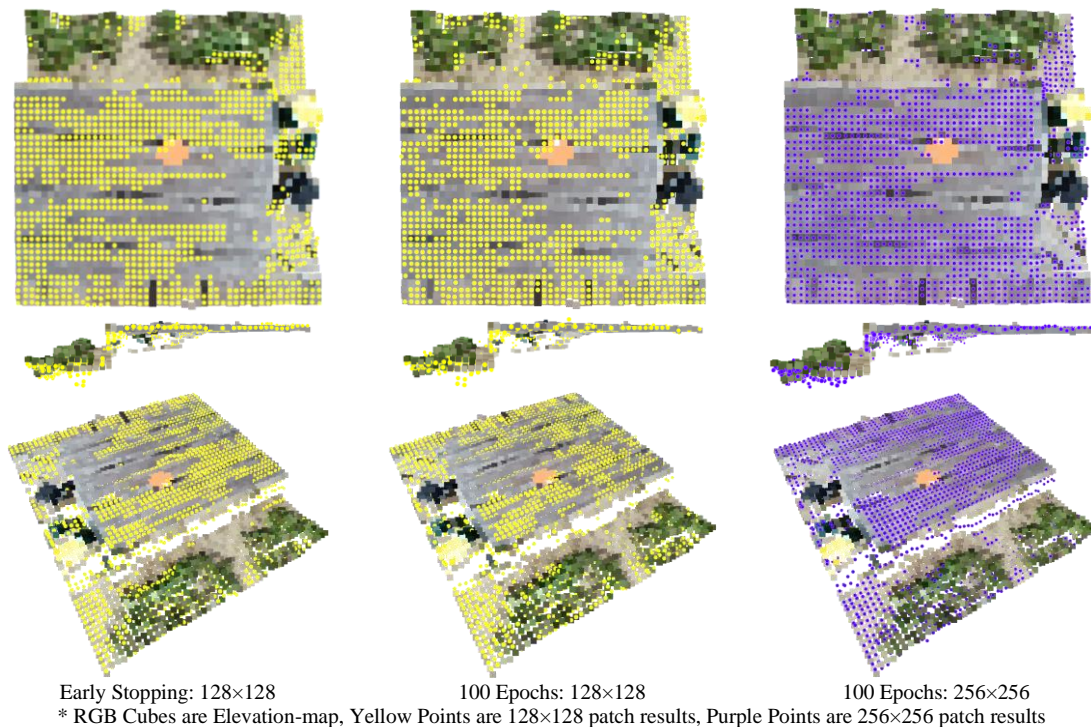 Early Stopping: 128×128
100 Epochs: 128×128
100 Epochs: 256×256
* RGB Cubes are Elevation-map, Yellow Points are 128×128 patch results, Purple Points are 256×256 patch results